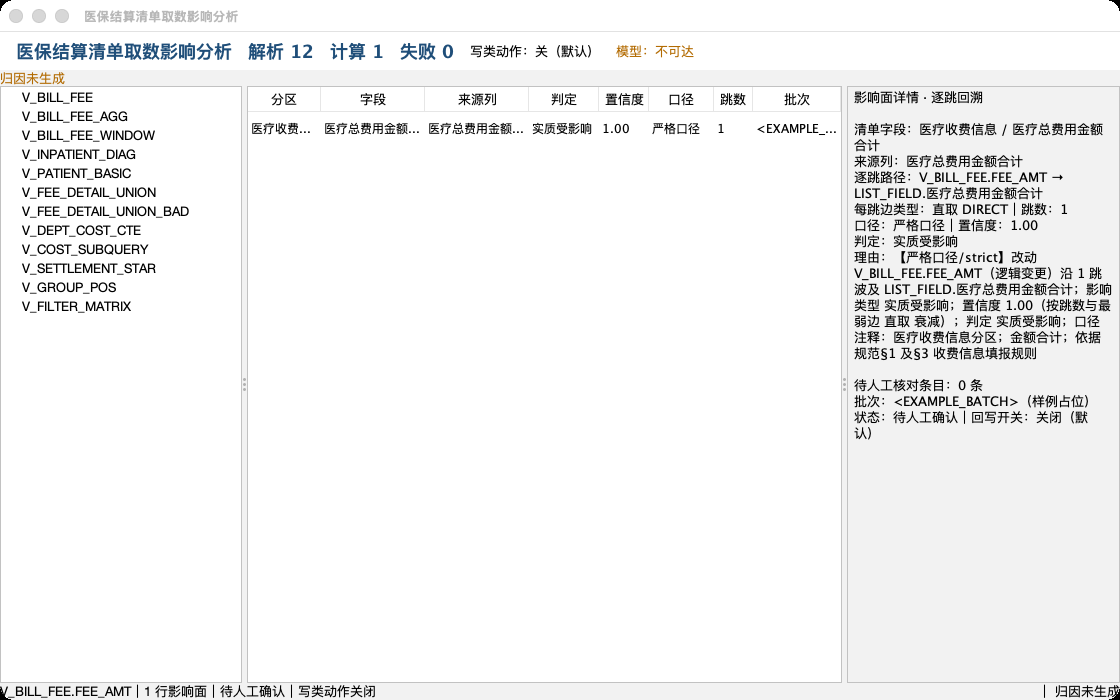 医保结算清单取数影响分析
医保结算清单取数影响分析 解析 12 计算 1 失败 0 写类动作：关（默认） 模型：不可达
归因未生成
V_BILL_FEE
V_BILL_FEE_AGG
V_BILL_FEE_WINDOW
V_INPATIENT_DIAG
V_PATIENT_BASIC
V_FEE_DETAIL_UNION
V_FEE_DETAIL_UNION_BAD
V_DEPT_COST_CTE
V_COST_SUBQUERY
V_SETTLEMENT_STAR
V_GROUP_POS
V_FILTER_MATRIX
分区 字段 来源列 判定 置信度 口径 跳数 批次
医疗收费... 医疗总费用金额... 医疗总费用金额... 实质受影响 1.00 严格口径 1 <EXAMPLE_...
影响面详情 · 逐跳回溯
清单字段：医疗收费信息 / 医疗总费用金额
合计
来源列：医疗总费用金额合计
逐跳路径：V_BILL_FEE.FEE_AMT →
LIST_FIELD.医疗总费用金额合计
每跳边类型：直取 DIRECT | 跳数：1
口径：严格口径 | 置信度：1.00
判定：实质受影响
理由：【严格口径/strict】改动
V_BILL_FEE.FEE_AMT（逻辑变更）沿 1 跳
波及 LIST_FIELD.医疗总费用金额合计；影响
类型 实质受影响；置信度 1.00（按跳数与最
弱边 直取 衰减）；判定 实质受影响；口径
注释：医疗收费信息分区；金额合计；依据
规范§1 及§3 收费信息填报规则
待人工核对条目：0 条
批次：<EXAMPLE_BATCH>（样例占位）
状态：待人工确认 | 回写开关：关闭（默
认）
V_BILL_FEE.FEE_AMT | 1 行影响面 | 待人工确认 | 写类动作关闭 | 归因未生成